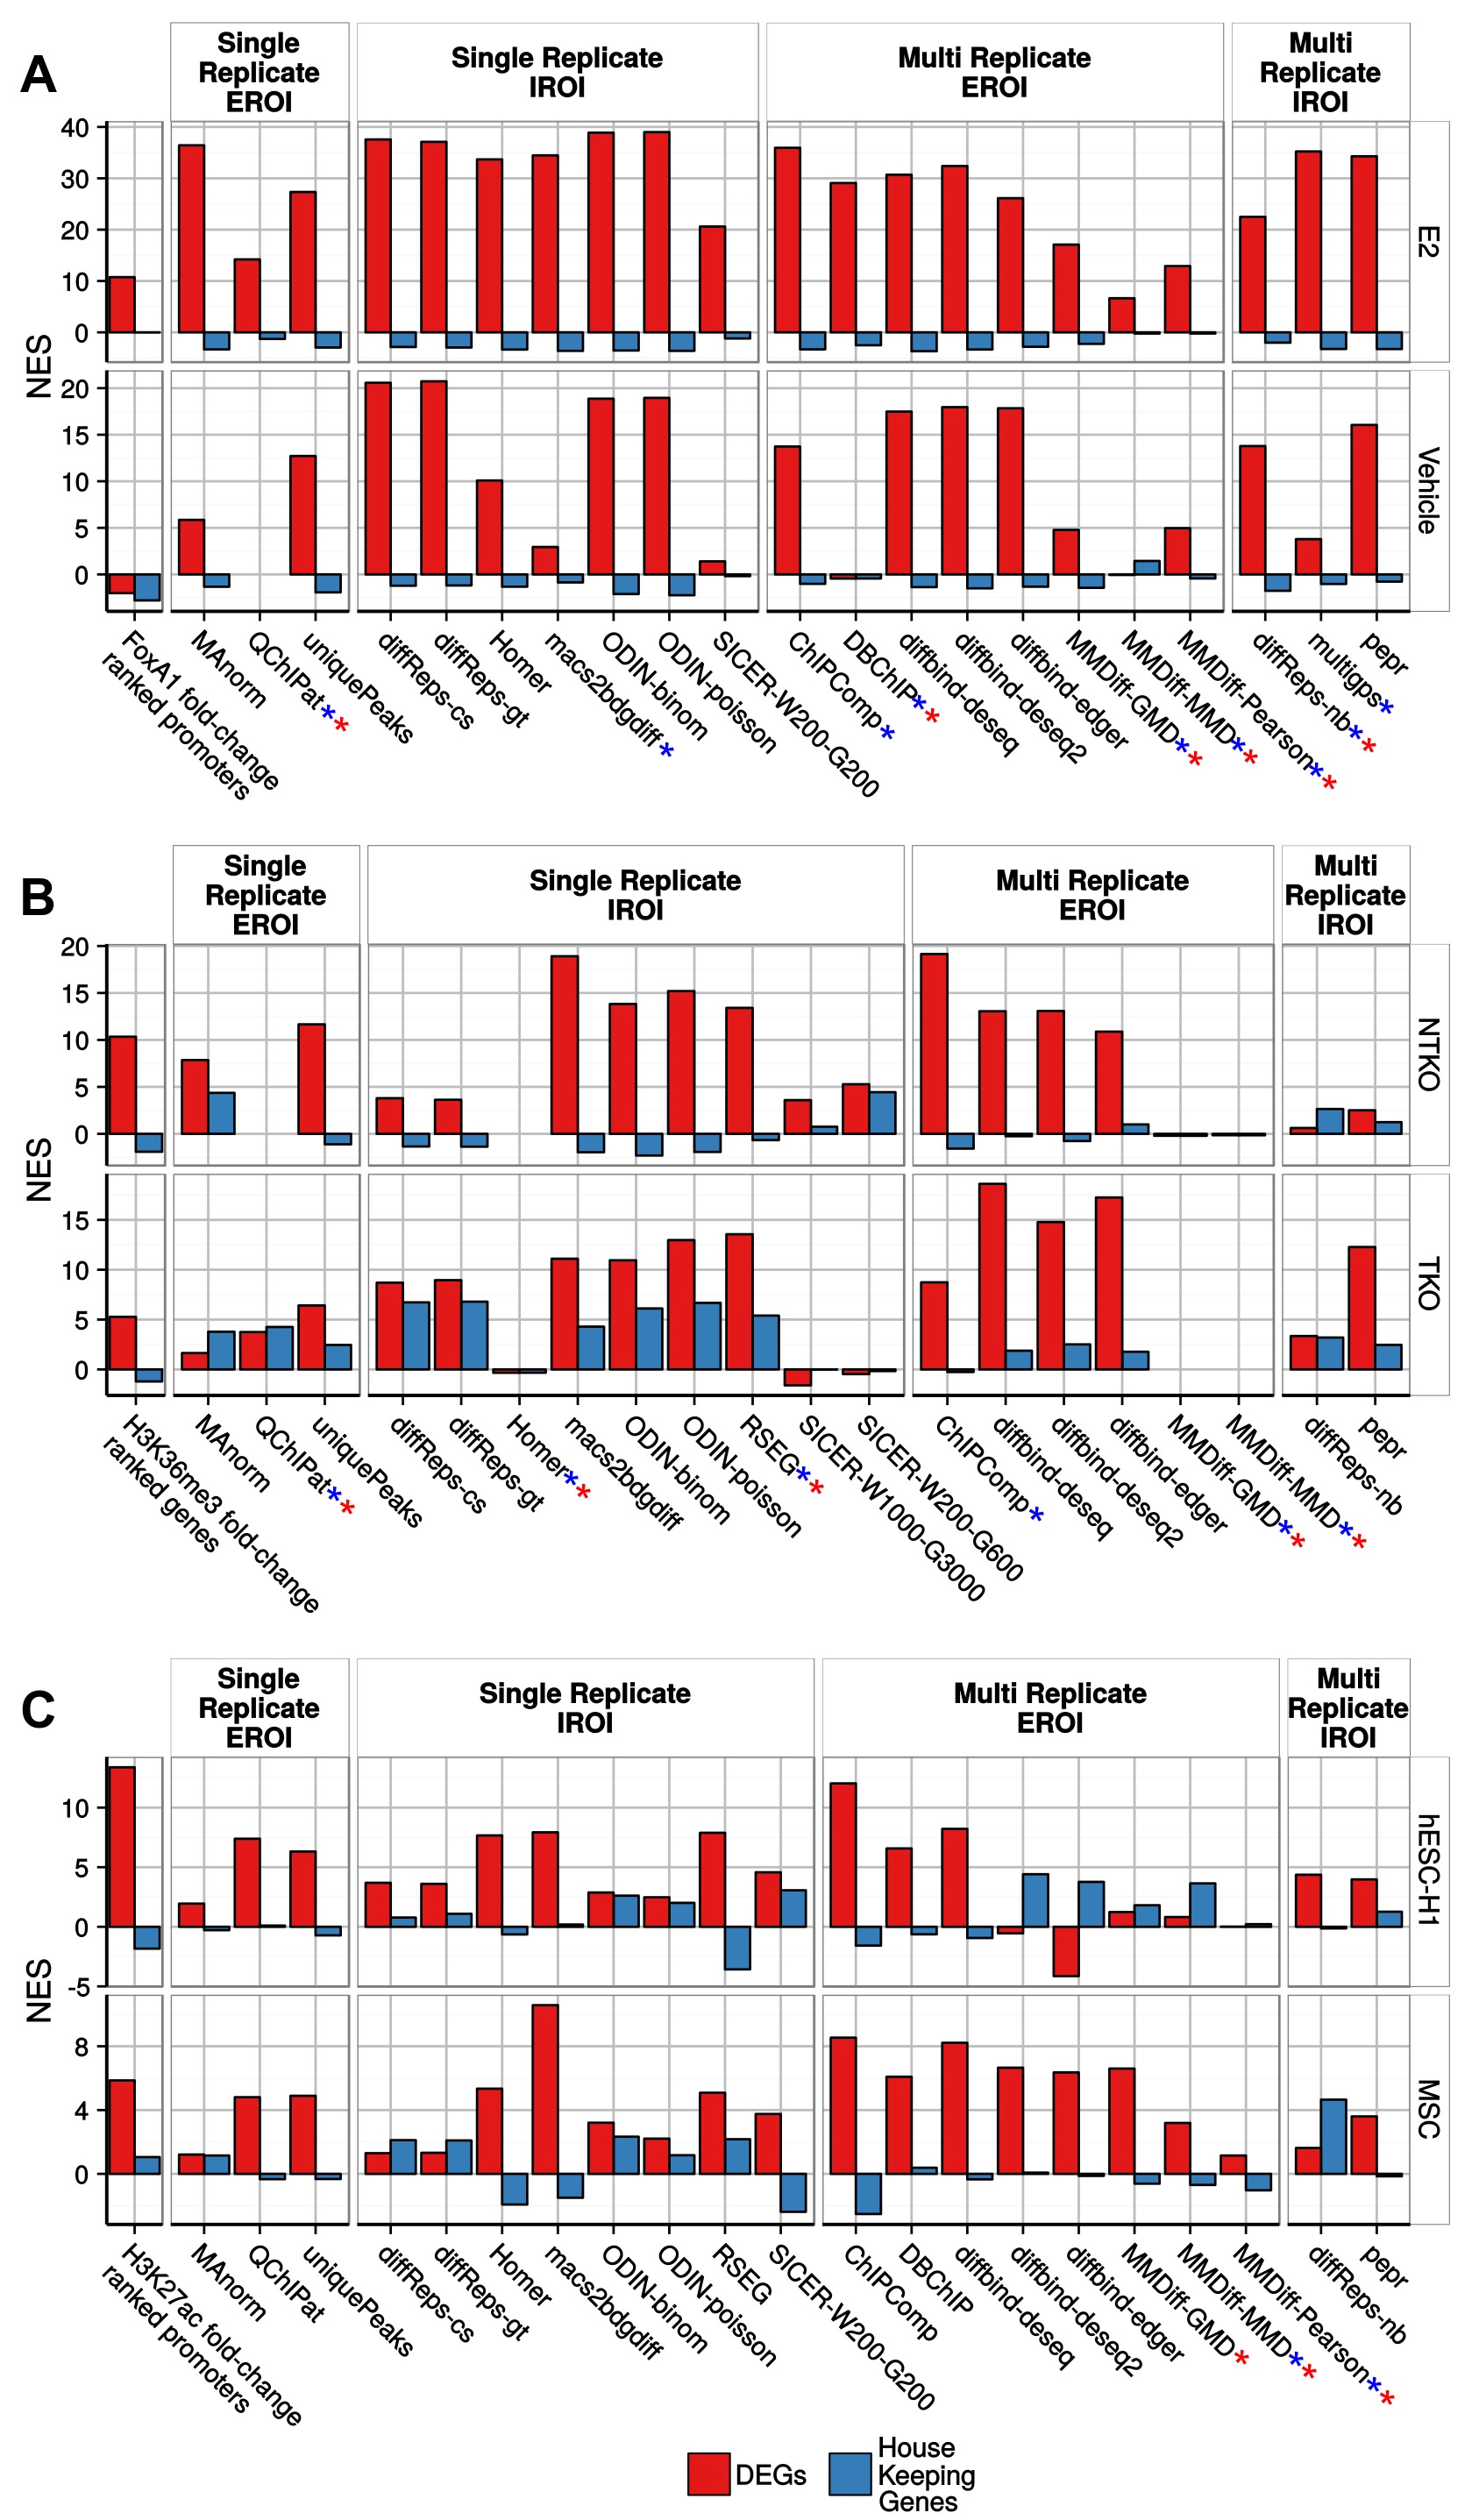 A
Single
Replicate
EROI
Single Replicate
IROI
Multi Replicate
EROI
Multi
Replicate
IROI
NES
40
30
20
10
0
E2
20
15
10
5
0
Vehicle
FoxA1 fold-change
ranked promoters
MAnorm
QChIPat**
uniquePeaks
diffReps-cs
diffReps-gt
Homer
macs2bdgdiff*
ODIN-binom
ODIN-poisson
SICER-W200-G200
ChIPComp*
DBChIP**
diffbind-deseq
diffbind-deseq2
diffbind-edger
MMDiff-GMD**
MMDiff-MMD**
MMDiff-Pearson**
diffReps-nb**
multigps*
pepr
B
Single
Replicate
EROI
Single Replicate
IROI
Multi Replicate
EROI
Multi
Replicate
IROI
NES
20
15
10
5
0
NTKO
15
10
5
0
TKO
H3K36me3 fold-change
ranked genes
MAnorm
QChIPat**
uniquePeaks
diffReps-cs
diffReps-gt
Homer**
macs2bdgdiff
ODIN-binom
ODIN-poisson
RSEG**
SICER-W1000-G3000
SICER-W200-G600
ChIPComp*
diffbind-deseq
diffbind-deseq2
diffbind-edger
MMDiff-GMD**
MMDiff-MMD**
diffReps-nb
pepr
C
Single
Replicate
EROI
Single Replicate
IROI
Multi Replicate
EROI
Multi
Replicate
IROI
NES
10
5
0
-5
hESC-H1
8
4
0
MSC
H3K27ac fold-change
ranked promoters
MAnorm
QChIPat
uniquePeaks
diffReps-cs
diffReps-gt
Homer
macs2bdgdiff
ODIN-binom
ODIN-poisson
RSEG
SICER-W200-G200
ChIPComp
DBChIP
diffbind-deseq
diffbind-deseq2
diffbind-edger
MMDiff-GMD*
MMDiff-MMD**
MMDiff-Pearson**
diffReps-nb
pepr
DEGs
House
Keeping
Genes